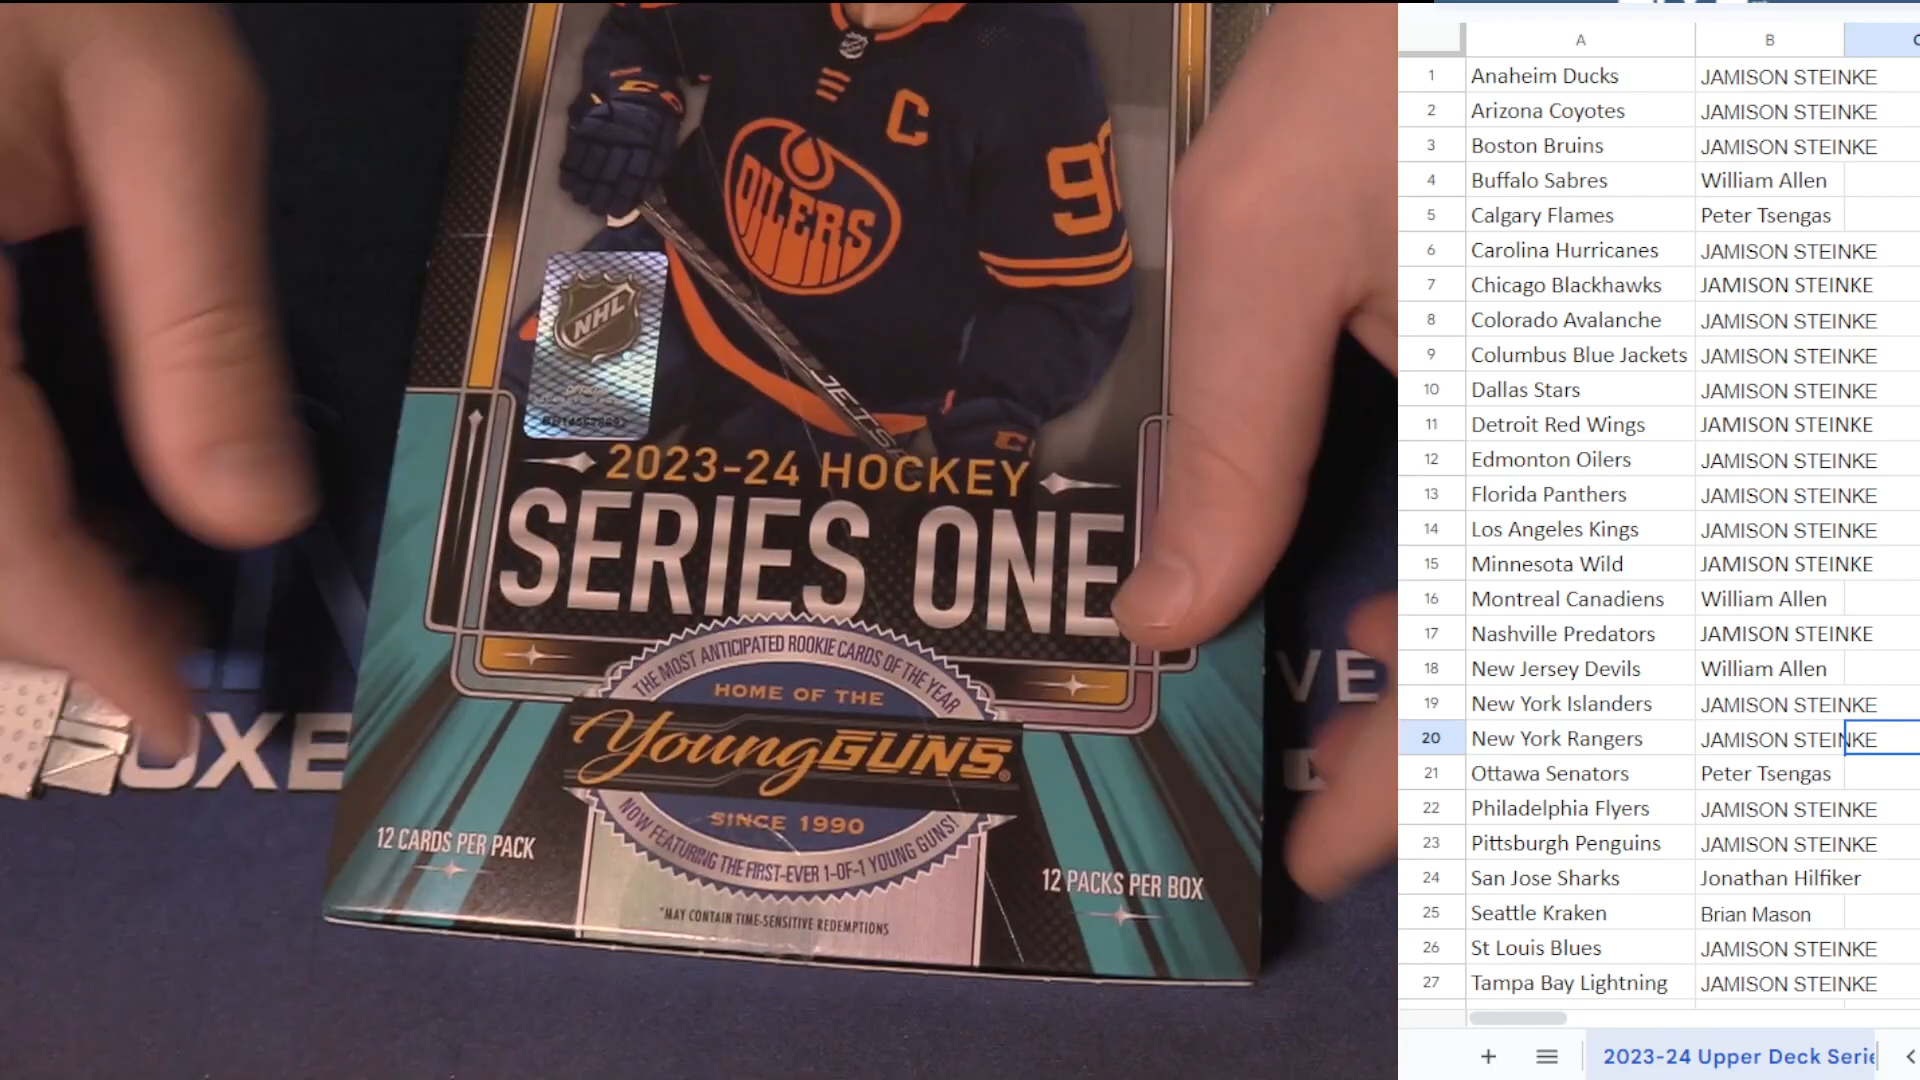 C
OILERS
NHL
JETS
2023-24 HOCKEY
SERIES ONE
THE MOST ANTICIPATED ROOKIE CARDS OF THE YEAR
HOME OF THE
Young GUNS®
SINCE 1990
NOW FEATURING THE FIRST-EVER 1-OF-1 YOUNG GUNS!
12 CARDS PER PACK
12 PACKS PER BOX
*MAY CONTAIN TIME-SENSITIVE REDEMPTIONS
OXE
VE
A B
1 Anaheim Ducks JAMISON STEINKE
2 Arizona Coyotes JAMISON STEINKE
3 Boston Bruins JAMISON STEINKE
4 Buffalo Sabres William Allen
5 Calgary Flames Peter Tsengas
6 Carolina Hurricanes JAMISON STEINKE
7 Chicago Blackhawks JAMISON STEINKE
8 Colorado Avalanche JAMISON STEINKE
9 Columbus Blue Jackets JAMISON STEINKE
10 Dallas Stars JAMISON STEINKE
11 Detroit Red Wings JAMISON STEINKE
12 Edmonton Oilers JAMISON STEINKE
13 Florida Panthers JAMISON STEINKE
14 Los Angeles Kings JAMISON STEINKE
15 Minnesota Wild JAMISON STEINKE
16 Montreal Canadiens William Allen
17 Nashville Predators JAMISON STEINKE
18 New Jersey Devils William Allen
19 New York Islanders JAMISON STEINKE
20 New York Rangers JAMISON STEINKE
21 Ottawa Senators Peter Tsengas
22 Philadelphia Flyers JAMISON STEINKE
23 Pittsburgh Penguins JAMISON STEINKE
24 San Jose Sharks Jonathan Hilfiker
25 Seattle Kraken Brian Mason
26 St Louis Blues JAMISON STEINKE
27 Tampa Bay Lightning JAMISON STEINKE
2023-24 Upper Deck Serie